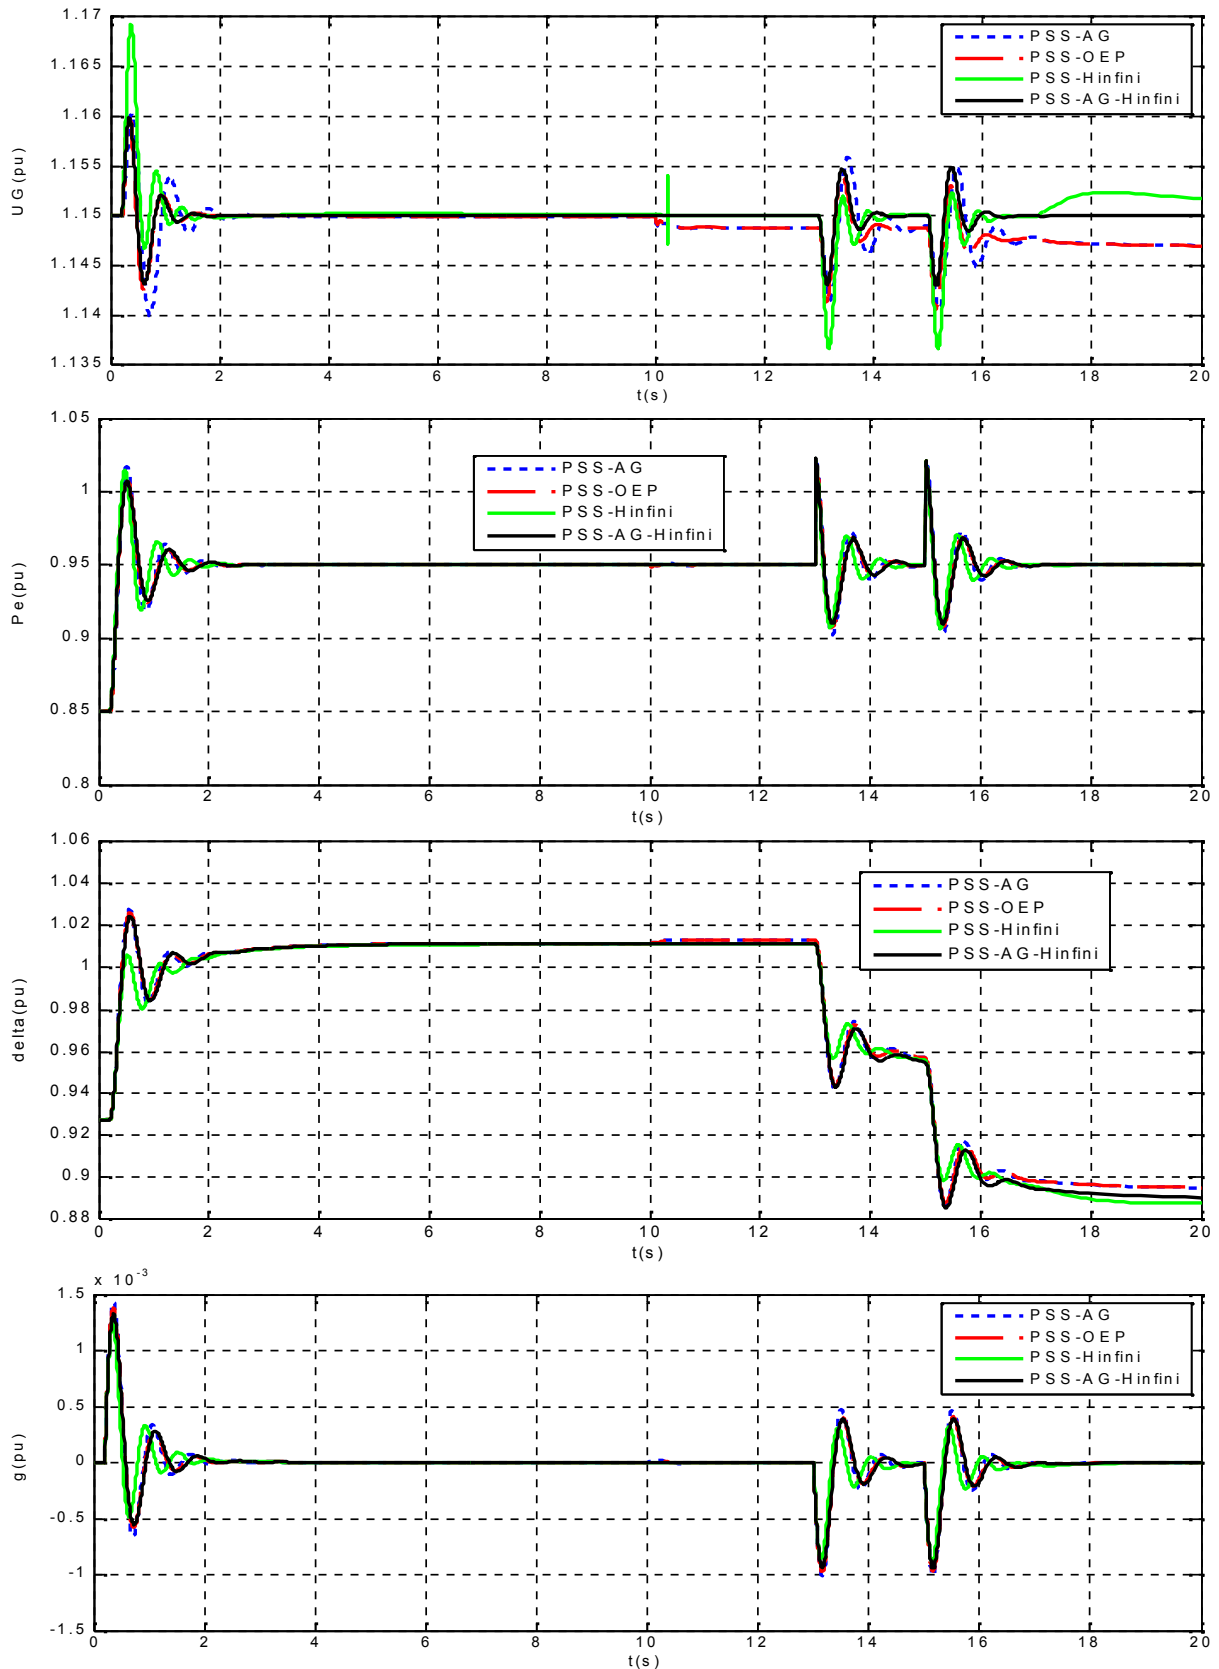 1.17
1.165
1.16
1.155
1.15
1.145
1.14
1.135
UG (pu)
PSS-AG
PSS-OEP
PSS-Hinfini
PSS-AG-Hinfini
0 2 4 6 8 10 12 14 16 18 20
t(s)
1.05
1
0.95
0.9
0.85
0.8
Pe(pu)
PSS-AG
PSS-OEP
PSS-Hinfini
PSS-AG-Hinfini
0 2 4 6 8 10 12 14 16 18 20
t(s)
1.06
1.04
1.02
1
0.98
0.96
0.94
0.92
0.9
0.88
delta(pu)
PSS-AG
PSS-OEP
PSS-Hinfini
PSS-AG-Hinfini
0 2 4 6 8 10 12 14 16 18 20
t(s)
x 10-3
1.5
1
0.5
0
-0.5
-1
-1.5
g(pu)
PSS-AG
PSS-OEP
PSS-Hinfini
PSS-AG-Hinfini
0 2 4 6 8 10 12 14 16 18 20
t(s)